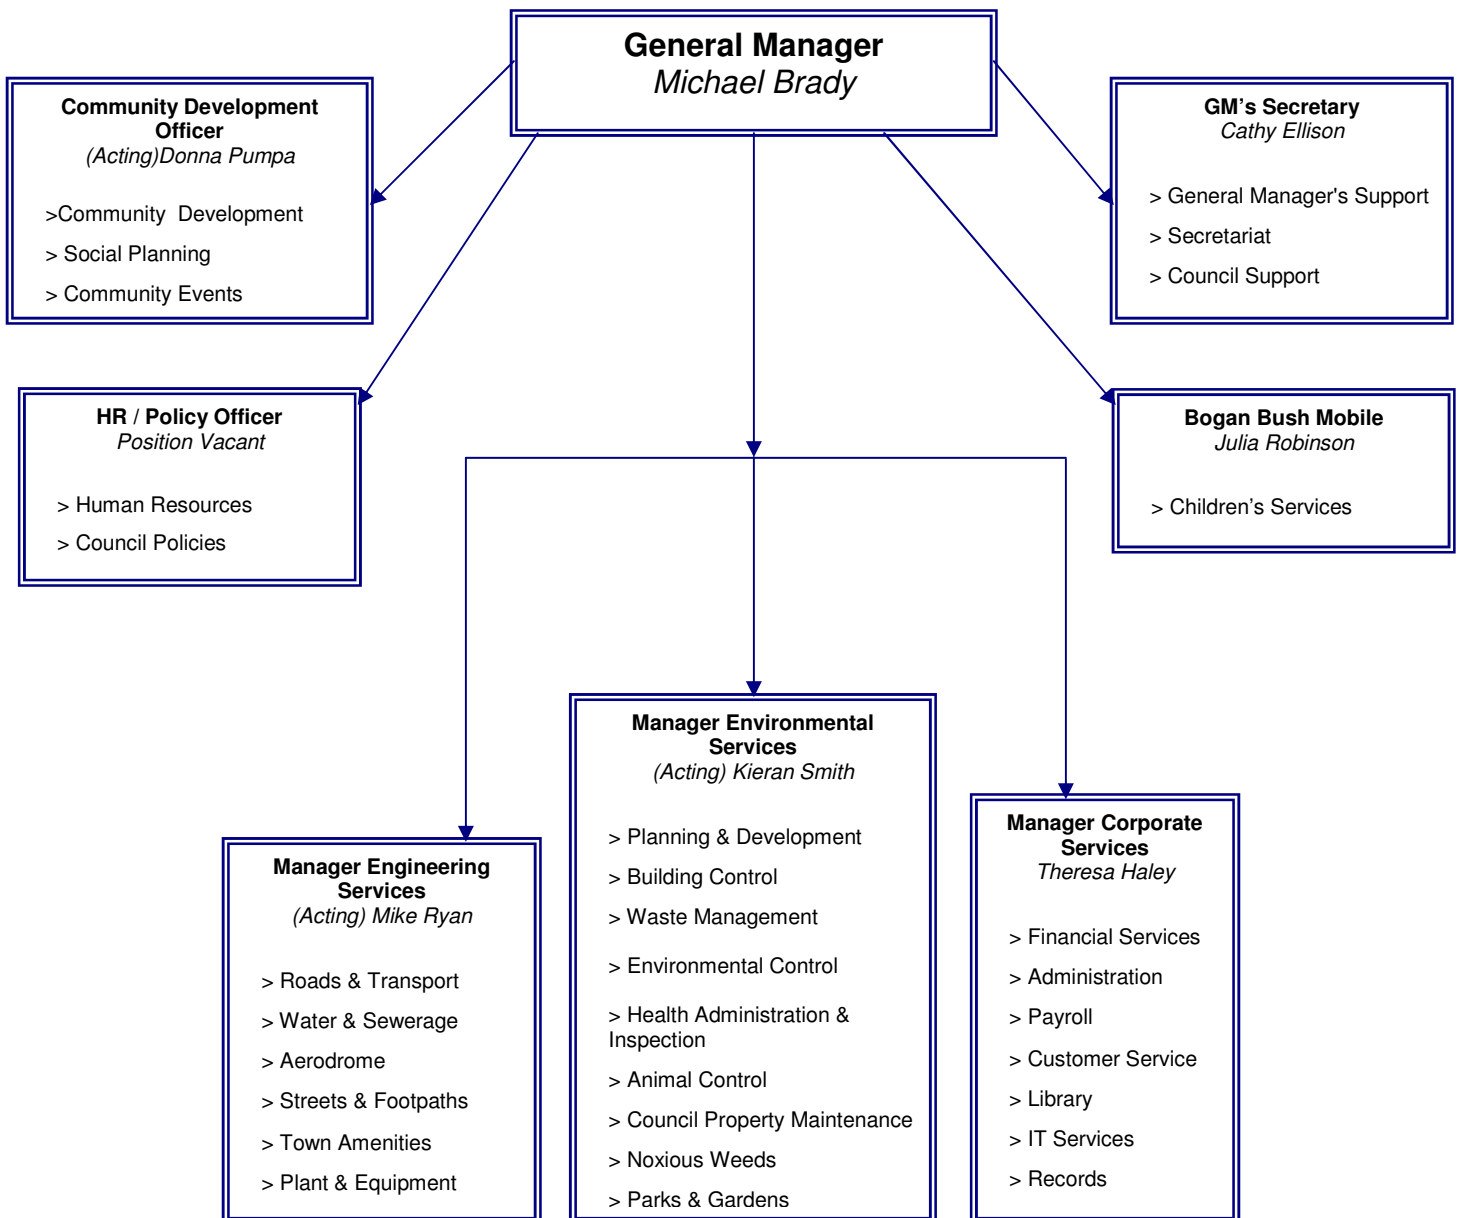 General Manager
Michael Brady
Community Development
Officer
(Acting)Donna Pumpa
>Community  Development
> Social Planning
> Community Events
GM’s Secretary
Cathy Ellison
> General Manager's Support
> Secretariat
> Council Support
HR / Policy Officer
Position Vacant
> Human Resources
> Council Policies
Bogan Bush Mobile
Julia Robinson
> Children’s Services
Manager Engineering
Services
(Acting) Mike Ryan
> Roads & Transport
> Water & Sewerage
> Aerodrome
> Streets & Footpaths
> Town Amenities
> Plant & Equipment
Manager Environmental
Services
(Acting) Kieran Smith
> Planning & Development
> Building Control
> Waste Management
> Environmental Control
> Health Administration &
Inspection
> Animal Control
> Council Property Maintenance
> Noxious Weeds
> Parks & Gardens
Manager Corporate
Services
Theresa Haley
> Financial Services
> Administration
> Payroll
> Customer Service
> Library
> IT Services
> Records